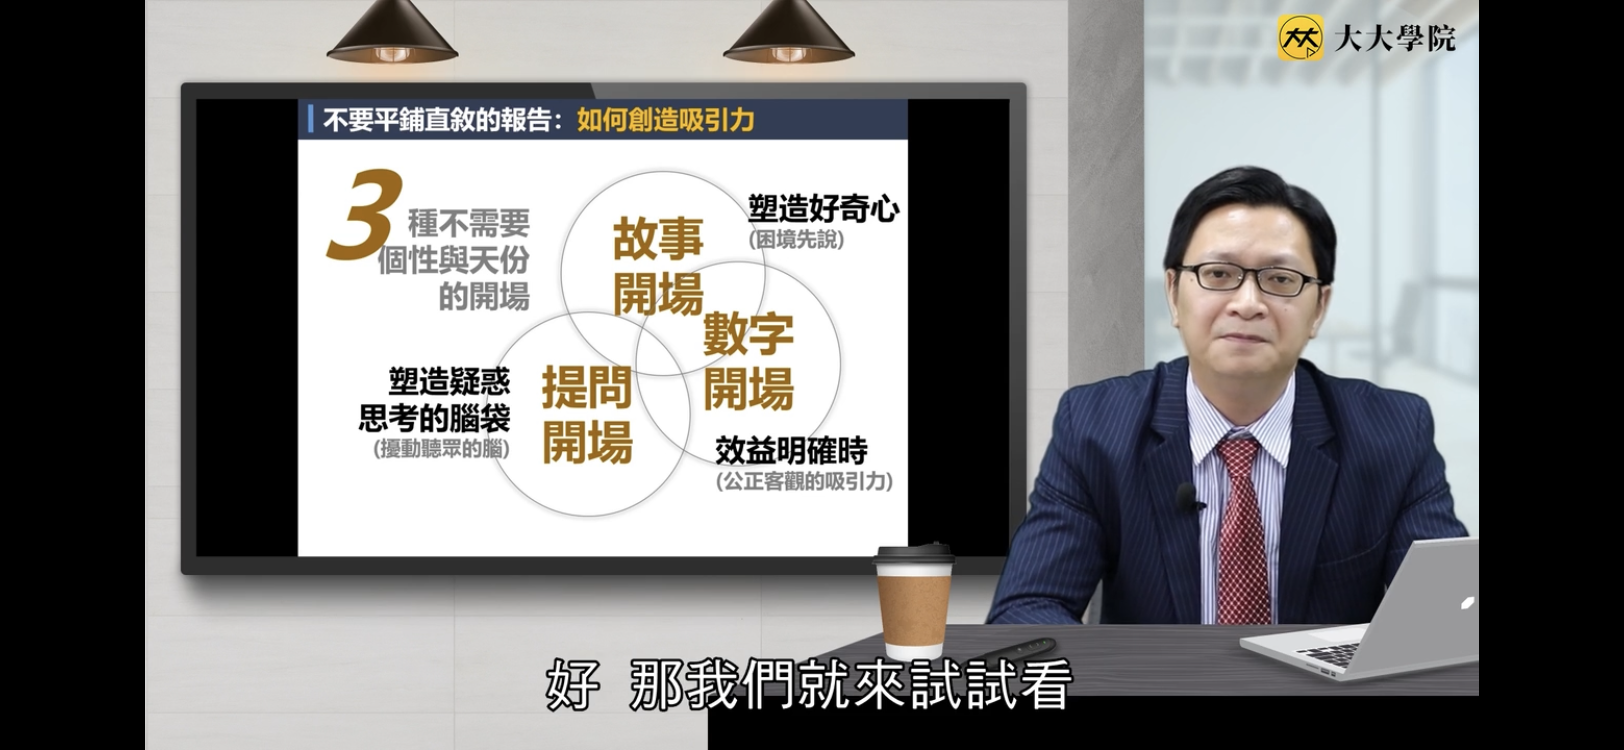 大大學院
不要平鋪直敘的報告：如何創造吸引力
3
種不需要
個性與天份
的開場
故事
開場
塑造好奇心
(困境先說)
數字
開場
效益明確時
(公正客觀的吸引力)
提問
開場
塑造疑惑
思考的腦袋
(擾動聽眾的腦)
好 那我們就來試試看